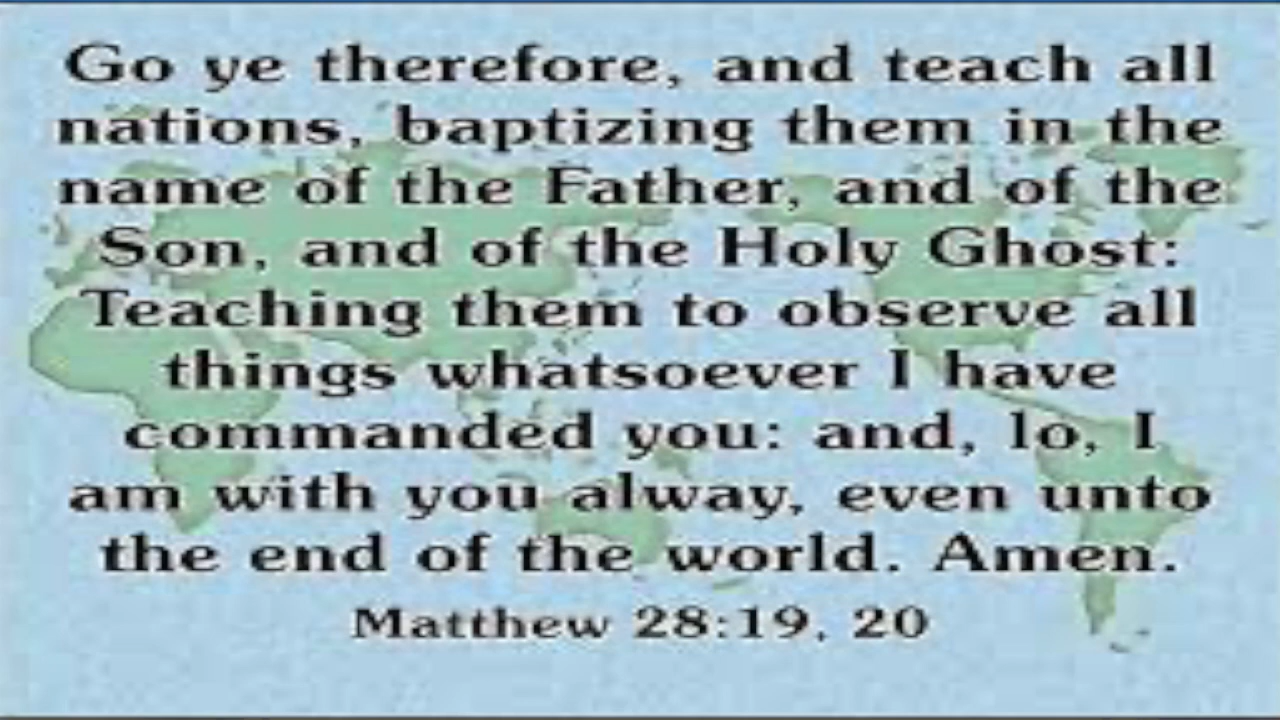 Go ye therefore, and teach all
nations, baptizing them in the
name of the Father, and of the
Son, and of the Holy Ghost:
Teaching them to observe all
things whatsoever I have
commanded you: and, lo, I
am with you alway, even unto
the end of the world. Amen.
Matthew 28:19, 20